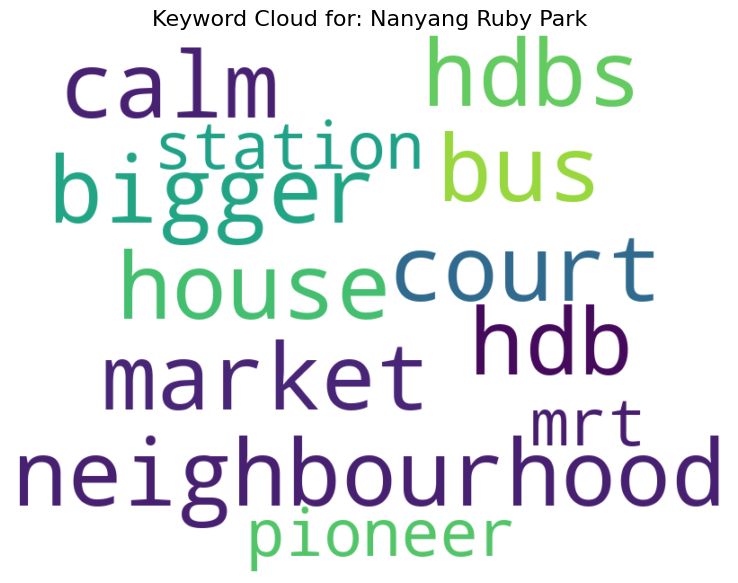 Keyword Cloud for: Nanyang Ruby Park
calm
hdbs
station
bus
bigger
house
court
hdb
market
mrt
neighbourhood
pioneer